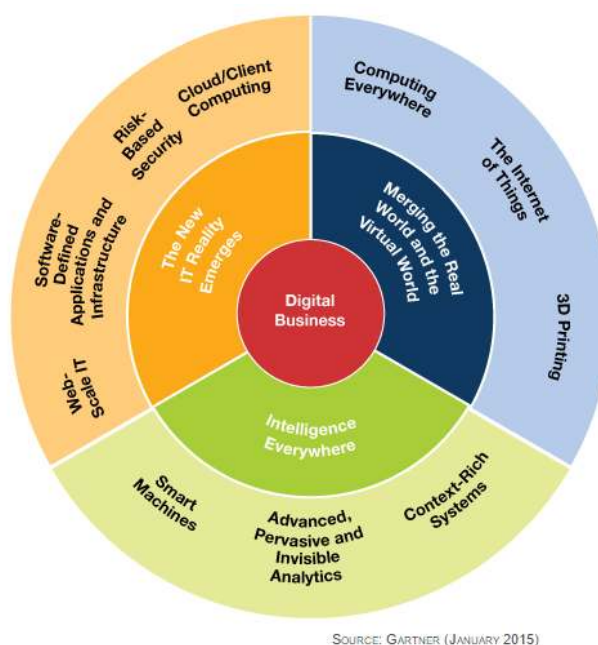 Cloud/Client
Computing
Risk-
Based
Security
Software-
Defined
Applications and
Infrastructure
Web-
Scale IT
The New
IT Reality
Emerges
Computing
Everywhere
The Internet
of Things
3D Printing
Merging the Real
World and the
Virtual World
Digital
Business
Intelligence
Everywhere
Smart
Machines
Advanced,
Pervasive and
Invisible
Analytics
Context-Rich
Systems
SOURCE: GARTNER (JANUARY 2015)